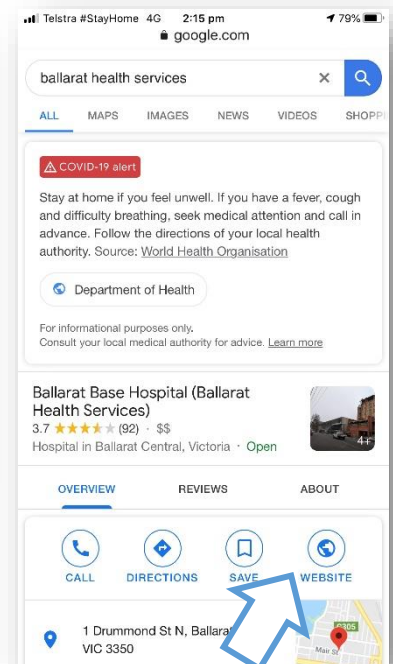 Telstra #StayHome 4G 2:15 pm 79%
google.com
ballarat health services
ALL MAPS IMAGES NEWS VIDEOS SHOPPI
COVID-19 alert
Stay at home if you feel unwell. If you have a fever, cough
and difficulty breathing, seek medical attention and call in
advance. Follow the directions of your local health
authority. Source: World Health Organisation
Department of Health
For informational purposes only.
Consult your local medical authority for advice. Learn more
Ballarat Base Hospital (Ballarat
Health Services)
3.7 (92) · $$
Hospital in Ballarat Central, Victoria · Open
4+
OVERVIEW REVIEWS ABOUT
CALL DIRECTIONS SAVE WEBSITE
1 Drummond St N, Ballarat
VIC 3350
Mair St